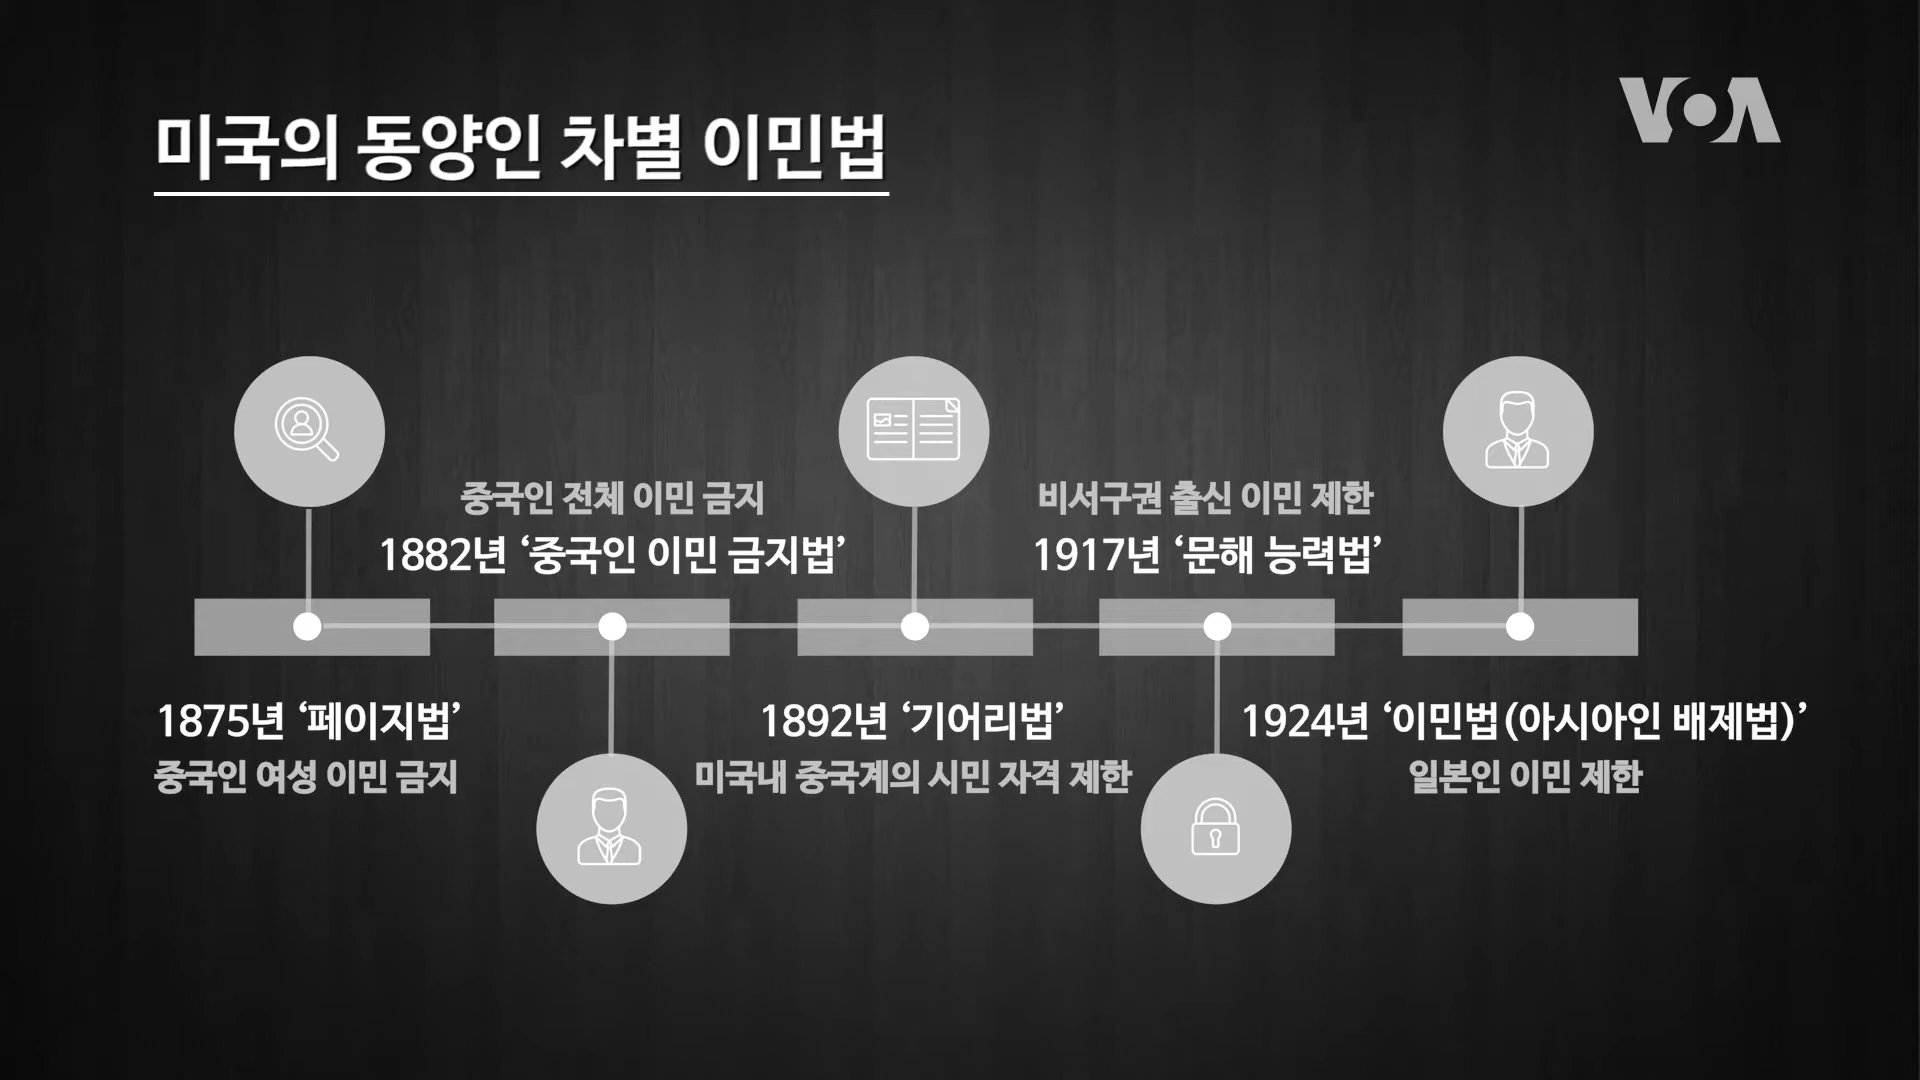 미국의 동양인 차별 이민법
VOA
1875년 ‘페이지법’
중국인 여성 이민 금지
중국인 전체 이민 금지
1882년 ‘중국인 이민 금지법’
1892년 ‘기어리법’
미국내 중국계의 시민 자격 제한
비서구권 출신 이민 제한
1917년 ‘문해 능력법’
1924년 ‘이민법(아시아인 배제법)’
일본인 이민 제한